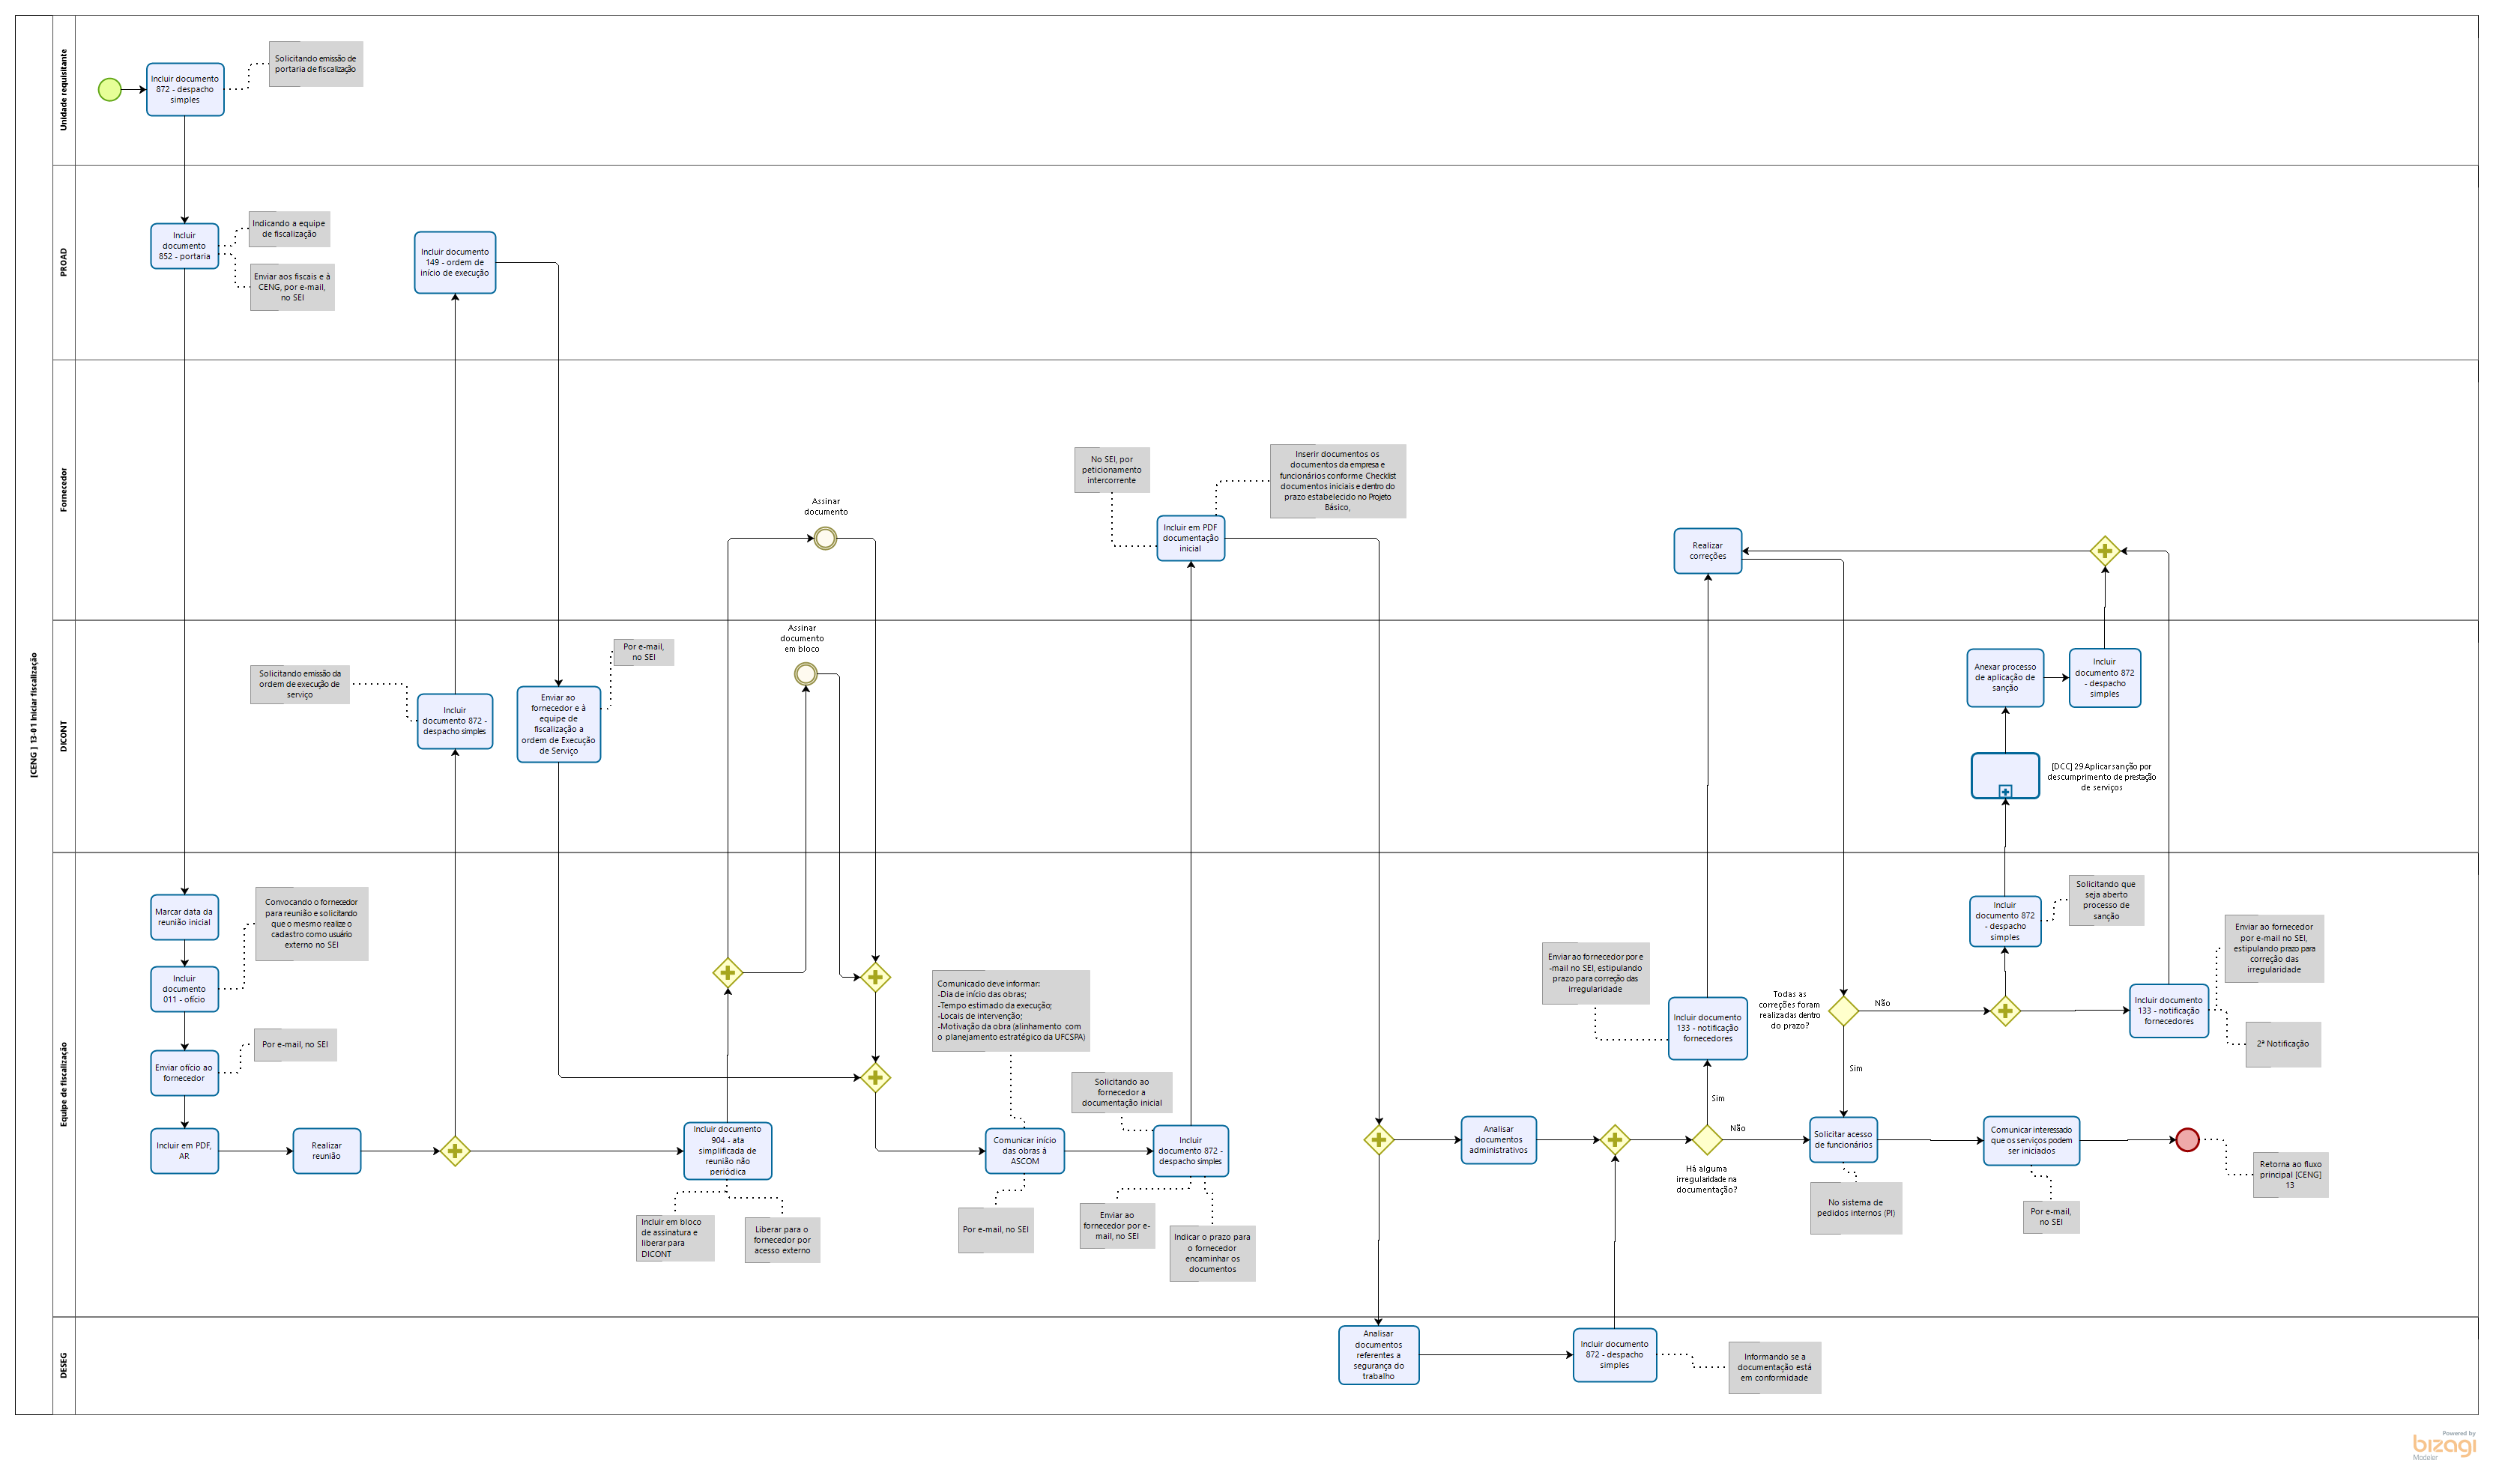 [CENG ] 13-01 Iniciar fiscalização
Unidade requisitante
Incluir documento
872 - despacho
simples
Solicitando emissão de
portaria de fiscalização
PROAD
Incluir
documento
852 - portaria
Indicando a equipe
de fiscalização
Enviar aos fiscais e à
CENG, por e-mail,
no SEI
Incluir documento
149 - ordem de
início de execução
Fornecedor
Assinar
documento
No SEI, por
peticionamento
intercorrente
Inserir documentos os
documentos da empresa e
funcionários conforme Checklist
documentos iniciais e dentro do
prazo estabelecido no Projeto
Básico,
Incluir em PDF
documentação
inicial
Realizar
correções
DICONT
Solicitando emissão da
ordem de execução de
serviço
Incluir
documento 872 -
despacho simples
Por e-mail,
no SEI
Enviar ao
fornecedor e à
equipe de
fiscalização a
ordem de Execução
de Serviço
Assinar
documento
em bloco
Anexar processo
de aplicação de
sanção
Incluir
documento 872
- despacho
simples
[DCC] 29 Aplicar sanção por
descumprimento de prestação
de serviços
Equipe de fiscalização
Marcar data da
reunião inicial
Convocando o fornecedor
para reunião e solicitando
que o mesmo realize o
cadastro como usuário
externo no SEI
Incluir
documento
011 - ofício
Por e-mail, no SEI
Enviar ofício ao
fornecedor
Incluir em PDF,
AR
Realizar
reunião
Incluir documento
904 - ata
simplificada de
reunião não
periódica
Incluir em bloco
de assinatura e
liberar para
DICONT
Liberar para o
fornecedor por
acesso externo
Comunicado deve informar:
-Dia de início das obras;
-Tempo estimado da execução;
-Locais de intervenção;
-Motivação da obra (alinhamento com
o planejamento estratégico da UFCSPA)
Comunicar início
das obras à
ASCOM
Por e-mail, no SEI
Solicitando ao
fornecedor a
documentação inicial
Incluir
documento 872 -
despacho simples
Enviar ao
fornecedor por e-
mail, no SEI
Indicar o prazo para
o fornecedor
encaminhar os
documentos
Analisar
documentos
administrativos
Enviar ao fornecedor por e
-mail no SEI, estipulando
prazo para correção das
irregularidade
Incluir documento
133 - notificação
fornecedores
Sim
Não
Há alguma
irregularidade na
documentação?
Todas as
correções foram
realizadas dentro
do prazo?
Não
Sim
Solicitar acesso
de funcionários
No sistema de
pedidos internos (PI)
Incluir
documento 872
- despacho
simples
Solicitando que
seja aberto
processo de
sanção
Incluir documento
133 - notificação
fornecedores
Enviar ao fornecedor
por e-mail no SEI,
estipulando prazo para
correção das
irregularidade
2ª Notificação
Comunicar interessado
que os serviços podem
ser iniciados
Por e-mail,
no SEI
Retorna ao fluxo
principal [CENG]
13
DESEG
Analisar
documentos
referentes a
segurança do
trabalho
Incluir documento
872 - despacho
simples
Informando se a
documentação está
em conformidade
Powered by
bizagi
Modeler